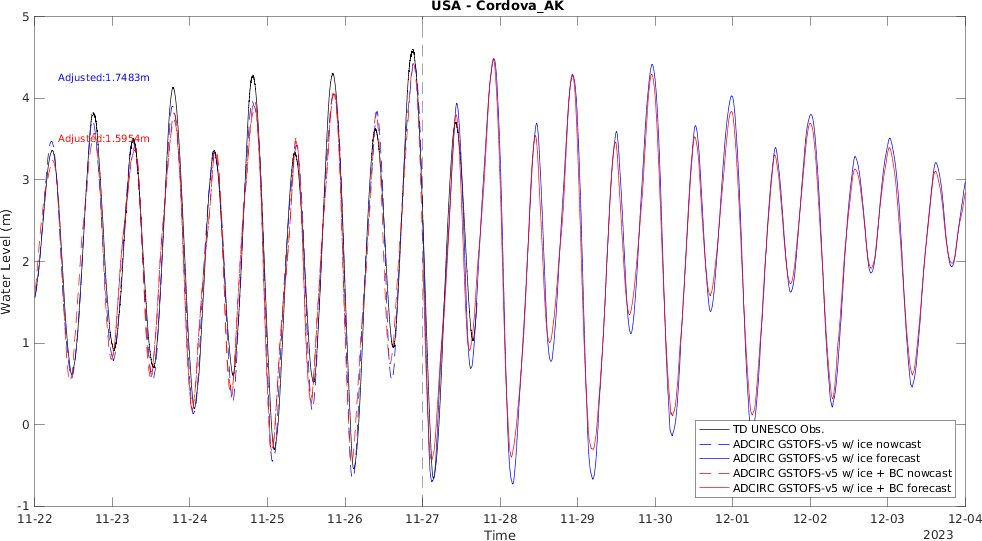 USA - Cordova_AK
Water Level (m)
5
4
3
2
1
0
-1
Adjusted:1.7483m
Adjusted:1.5954m
TD UNESCO Obs.
ADCIRC GSTOFS-v5 w/ ice nowcast
ADCIRC GSTOFS-v5 w/ ice forecast
ADCIRC GSTOFS-v5 w/ ice + BC nowcast
ADCIRC GSTOFS-v5 w/ ice + BC forecast
11-22 11-23 11-24 11-25 11-26 11-27 11-28 11-29 11-30 12-01 12-02 12-03 12-04
Time
2023